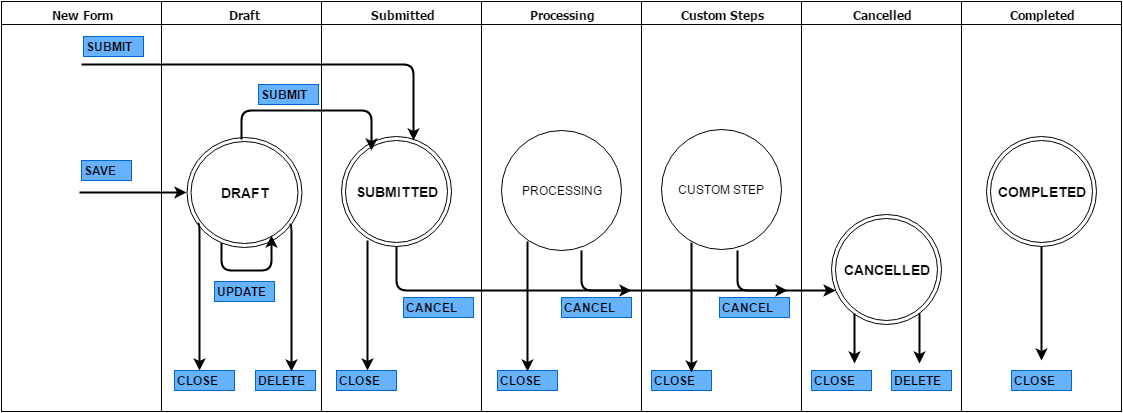 New Form
Draft
Submitted
Processing
Custom Steps
Cancelled
Completed
SUBMIT
SUBMIT
SAVE
DRAFT
SUBMITTED
PROCESSING
CUSTOM STEP
COMPLETED
CANCELLED
UPDATE
CANCEL
CANCEL
CANCEL
CLOSE
DELETE
CLOSE
CLOSE
CLOSE
CLOSE
DELETE
CLOSE